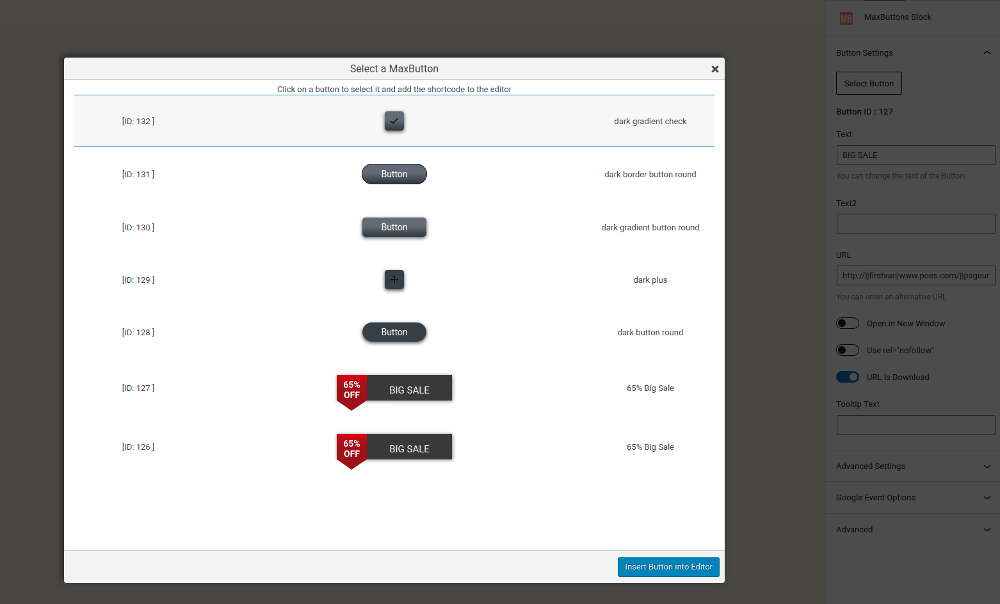 MB MaxButtons Block
Select a MaxButton
Click on a button to select it and add the shortcode to the editor
[ID: 132 ] dark gradient check
[ID: 131 ] Button dark border button round
[ID: 130 ] Button dark gradient button round
[ID: 129 ] dark plus
[ID: 128 ] Button dark button round
[ID: 127 ] 65% OFF BIG SALE 65% Big Sale
[ID: 126 ] 65% OFF BIG SALE 65% Big Sale
Insert Button into Editor
Button Settings
Select Button
Button ID : 127
Text
BIG SALE
You can change the text of the Button.
Text2
URL
http://||firstvar||www.poes.com/||pageur
You can enter an alternative URL
Open in New Window
Use rel="nofollow"
URL Is Download
Tooltip Text
Advanced Settings
Google Event Options
Advanced